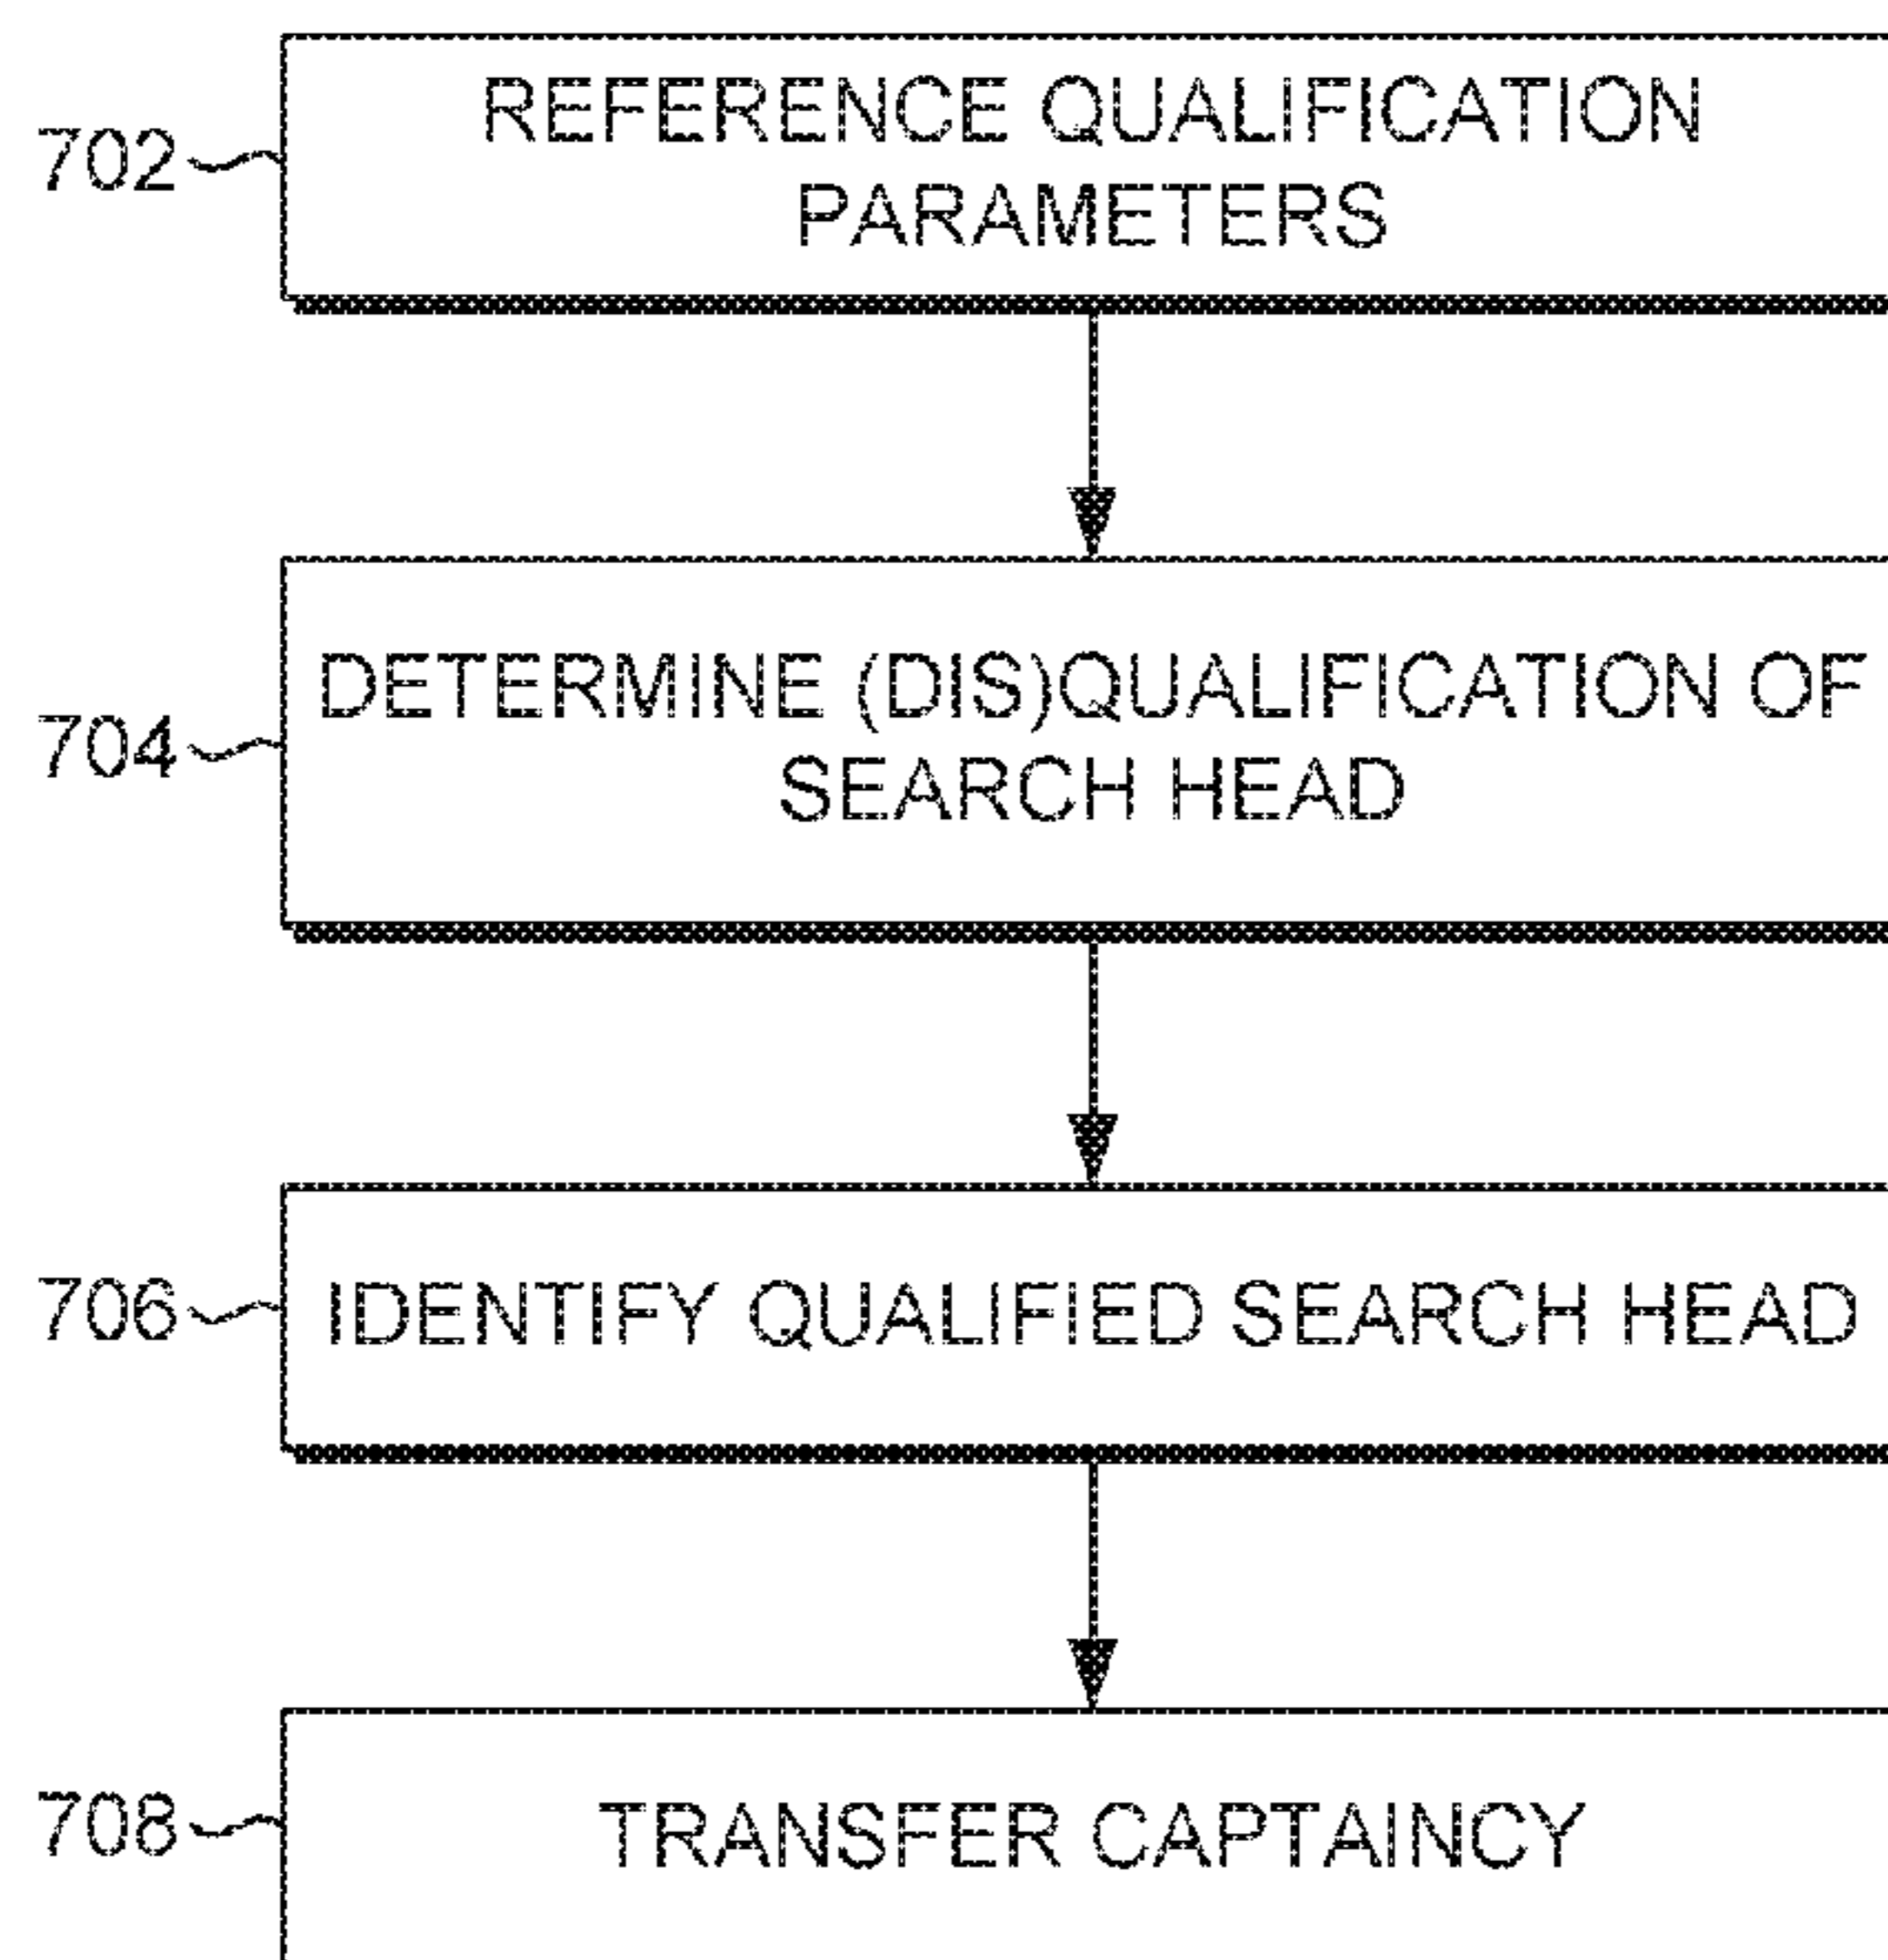 REFERENCE QUALIFICATION
PARAMETERS
702
DETERMINE (DIS)QUALIFICATION OF
SEARCH HEAD
704
706
IDENTIFY QUALIFIED SEARCH HEAD
708
TRANSFER CAPTAINCY